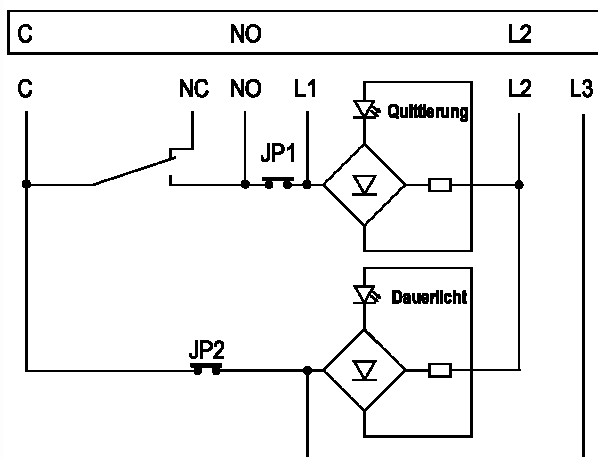 C NO L2
C NC NO L1 L2 L3
Quittierung
JP1
Dauerlicht
JP2